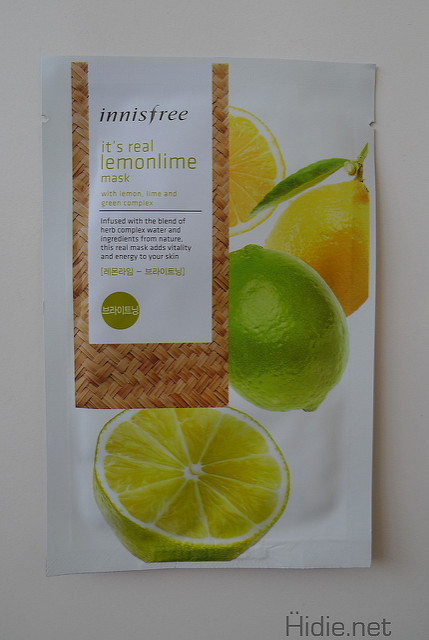 innisfree
it's real
lemonlime
mask
with lemon, lime and
green complex
Infused with the blend of
herb complex water and
ingredients from nature,
this real mask adds vitality
and energy to your skin
[레몬라임 – 브라이트닝]
브라이트닝
Hidie.net